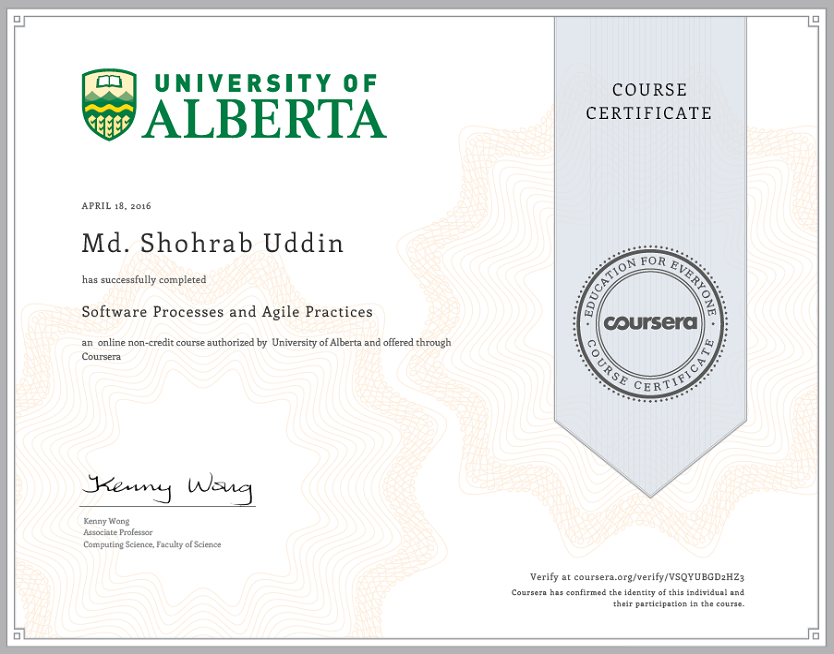 UNIVERSITY OF
ALBERTA
COURSE
CERTIFICATE
APRIL 18, 2016
Md. Shohrab Uddin
has successfully completed
Software Processes and Agile Practices
an online non-credit course authorized by University of Alberta and offered through
Coursera
EDUCATION FOR EVERYONE
coursera
COURSE CERTIFICATE
Kenny Wong
Kenny Wong
Associate Professor
Computing Science, Faculty of Science
Verify at coursera.org/verify/VSQYUBGD2HZ3
Coursera has confirmed the identity of this individual and
their participation in the course.